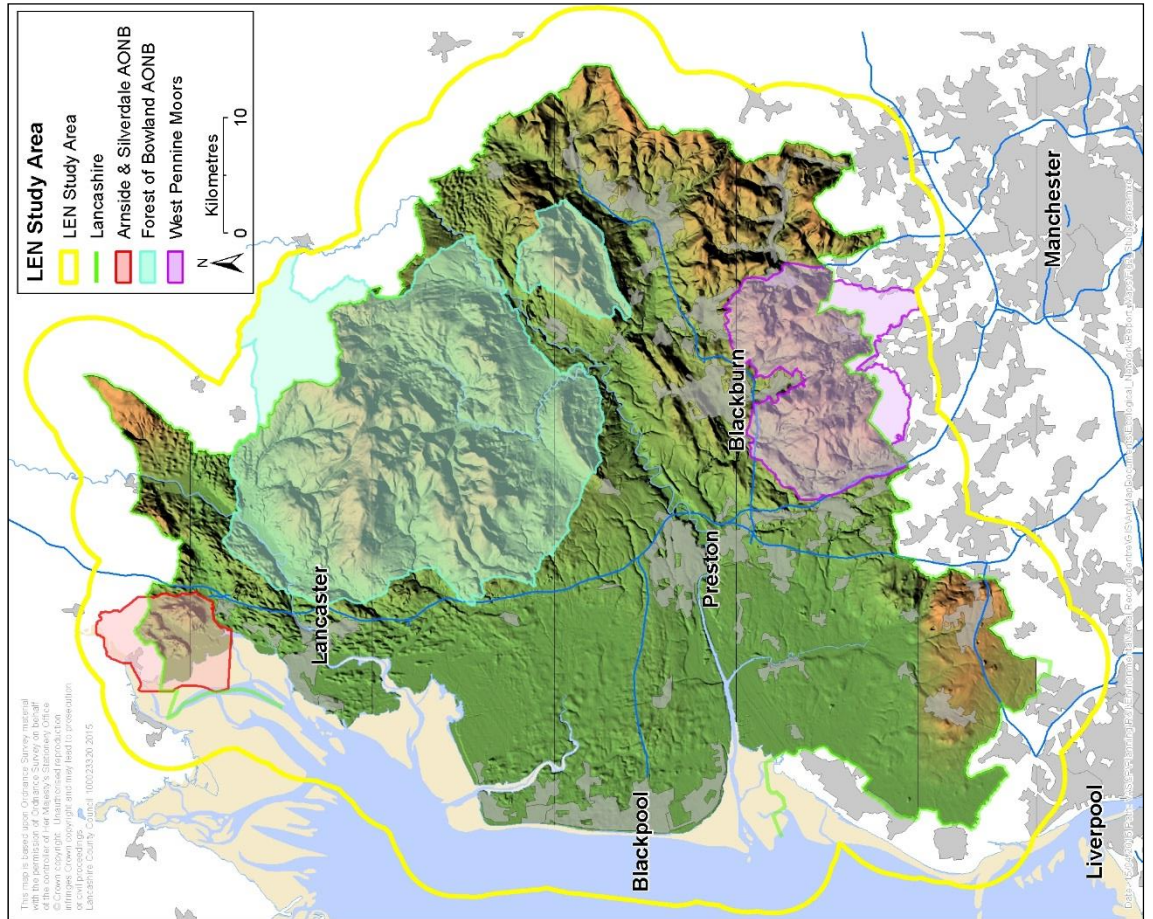 LEN Study Area
LEN Study Area
Lancashire
Arnside & Silverdale AONB
Forest of Bowland AONB
West Pennine Moors
N
Kilometres
0
10
This map is based upon Ordnance Survey material
with the permission of Ordnance Survey on behalf
of the controller of Her Majesty's Stationery Office
© Crown copyright. Unauthorised reproduction
infringes Crown copyright and may lead to prosecution
or civil proceedings.
Lancashire County Council 100023320 2015
Lancaster
Blackpool
Preston
Blackburn
Liverpool
Manchester